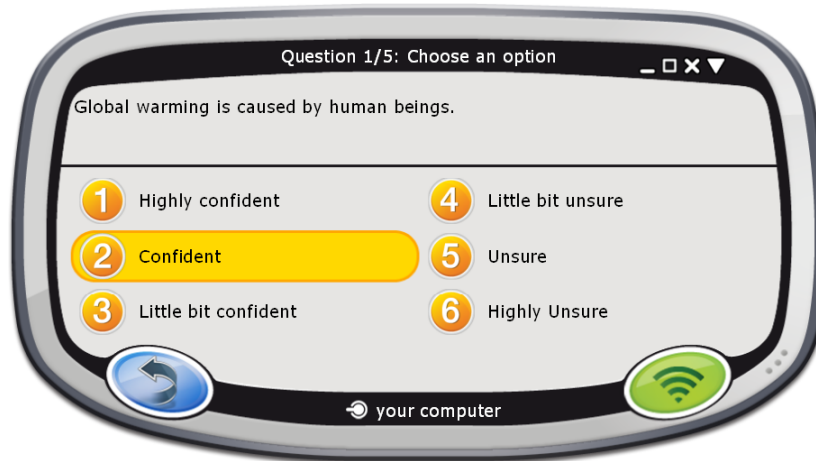 Question 1/5: Choose an option
Global warming is caused by human beings.
1 Highly confident
2 Confident
3 Little bit confident
4 Little bit unsure
5 Unsure
6 Highly Unsure
your computer